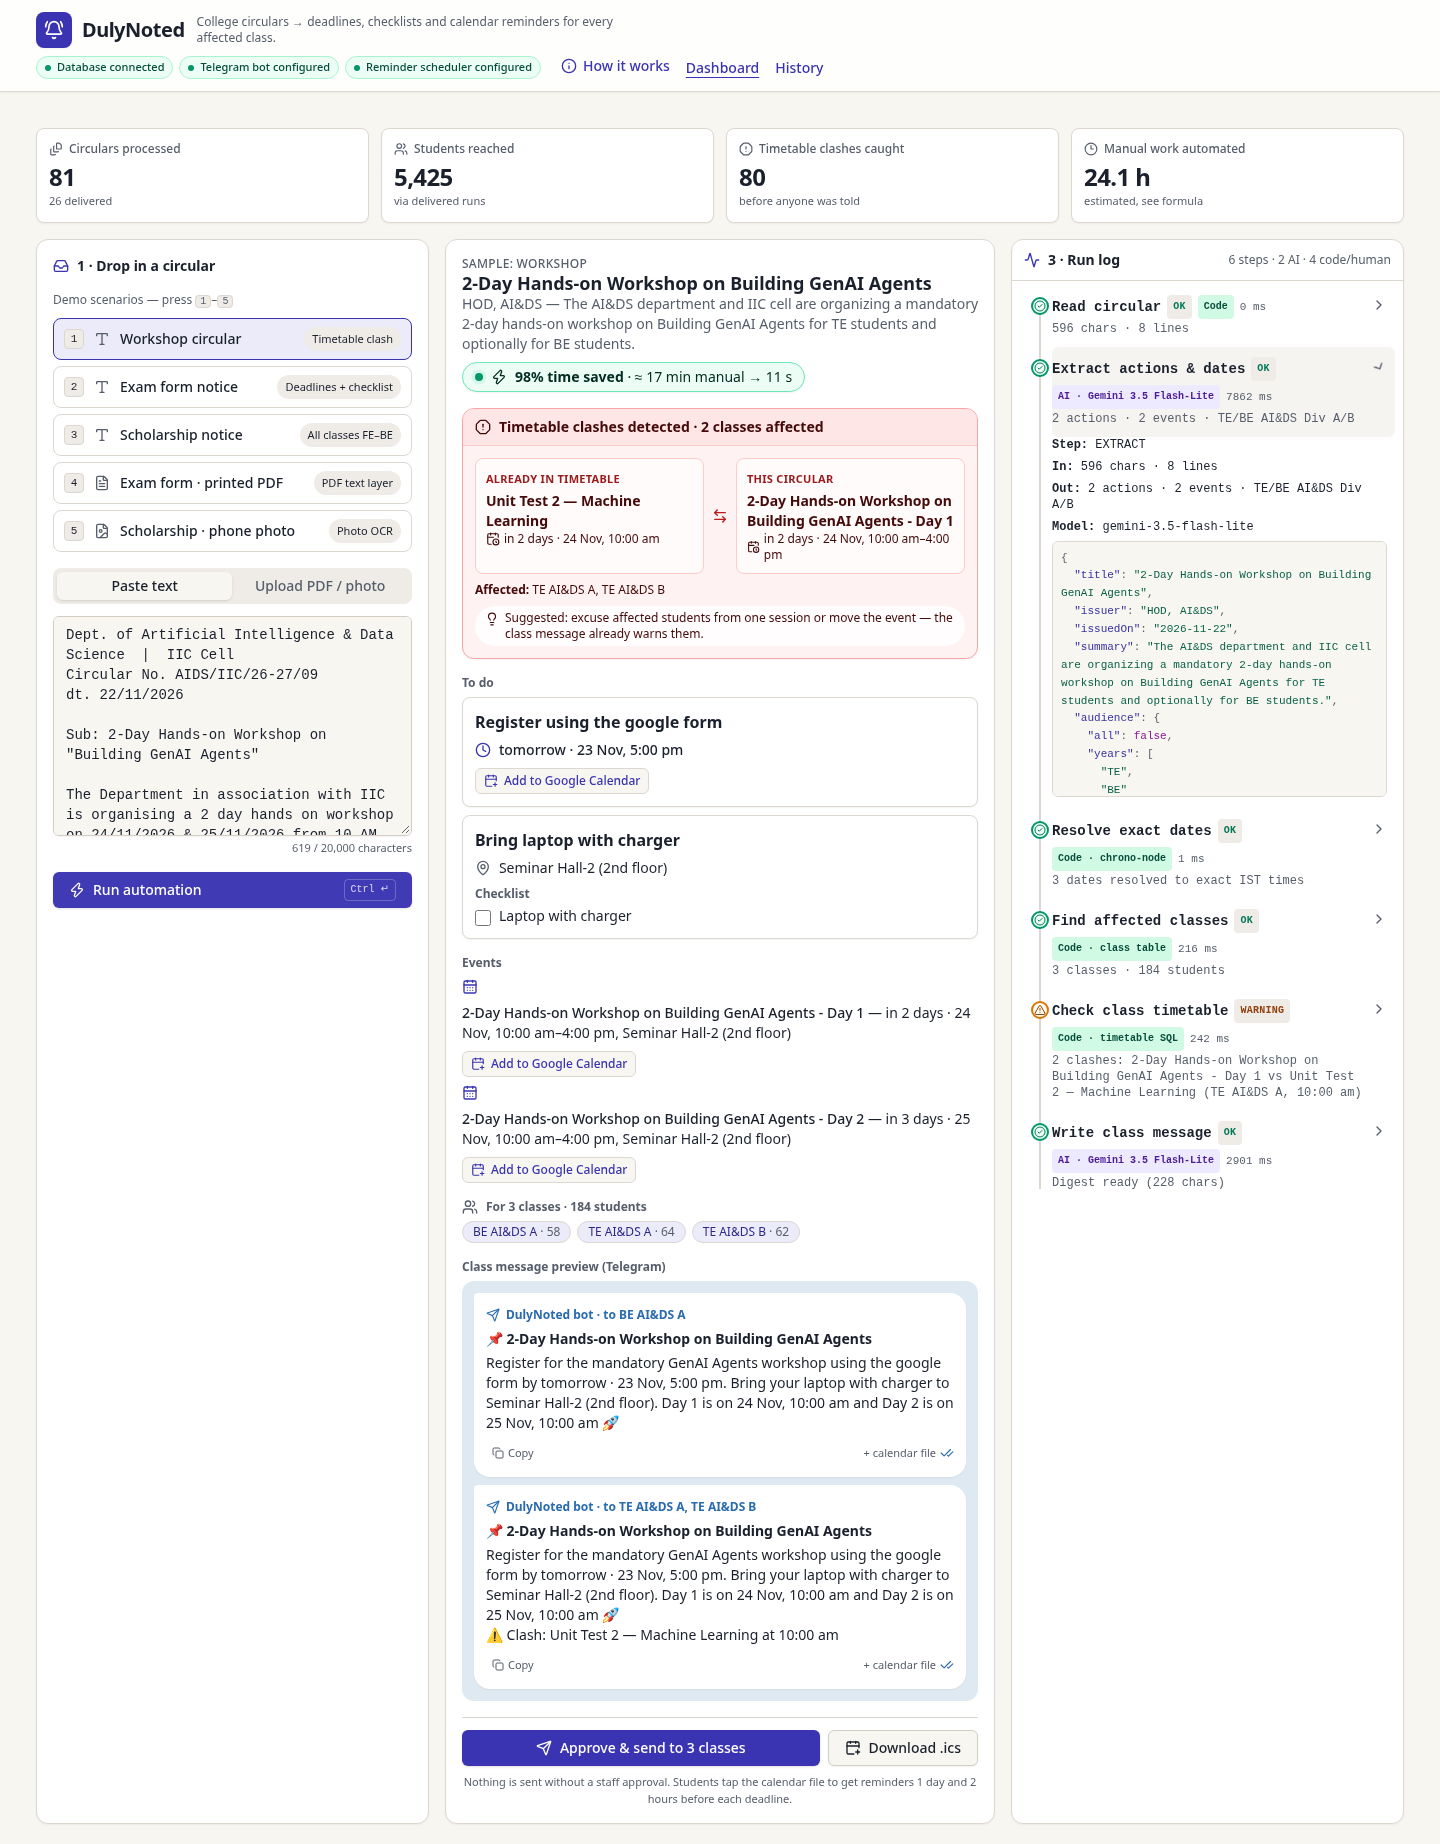 DulyNoted
College circulars → deadlines, checklists and calendar reminders for every
affected class.
Database connected
Telegram bot configured
Reminder scheduler configured
How it works
Dashboard
History
Circulars processed
81
26 delivered
Students reached
5,425
via delivered runs
Timetable clashes caught
80
before anyone was told
Manual work automated
24.1 h
estimated, see formula
1 · Drop in a circular
Demo scenarios — press 1–5
1 Workshop circular Timetable clash
2 Exam form notice Deadlines + checklist
3 Scholarship notice All classes FE–BE
4 Exam form · printed PDF PDF text layer
5 Scholarship · phone photo Photo OCR
Paste text
Upload PDF / photo
Dept. of Artificial Intelligence & Data
Science | IIC Cell
Circular No. AIDS/IIC/26-27/09
dt. 22/11/2026
Sub: 2-Day Hands-on Workshop on
"Building GenAI Agents"
The Department in association with IIC
is organising a 2 day hands on workshop
on 24/11/2026 & 25/11/2026 from 10 AM
619 / 20,000 characters
Run automation Ctrl ↵
SAMPLE: WORKSHOP
2-Day Hands-on Workshop on Building GenAI Agents
HOD, AI&DS — The AI&DS department and IIC cell are organizing a mandatory
2-day hands-on workshop on Building GenAI Agents for TE students and
optionally for BE students.
98% time saved · ≈ 17 min manual → 11 s
Timetable clashes detected · 2 classes affected
ALREADY IN TIMETABLE
Unit Test 2 — Machine
Learning
in 2 days · 24 Nov, 10:00 am
THIS CIRCULAR
2-Day Hands-on Workshop on
Building GenAI Agents - Day 1
in 2 days · 24 Nov, 10:00 am–4:00
pm
Affected: TE AI&DS A, TE AI&DS B
Suggested: excuse affected students from one session or move the event — the
class message already warns them.
To do
Register using the google form
tomorrow · 23 Nov, 5:00 pm
Add to Google Calendar
Bring laptop with charger
Seminar Hall-2 (2nd floor)
Checklist
Laptop with charger
Events
2-Day Hands-on Workshop on Building GenAI Agents - Day 1 — in 2 days · 24
Nov, 10:00 am–4:00 pm, Seminar Hall-2 (2nd floor)
Add to Google Calendar
2-Day Hands-on Workshop on Building GenAI Agents - Day 2 — in 3 days · 25
Nov, 10:00 am–4:00 pm, Seminar Hall-2 (2nd floor)
Add to Google Calendar
For 3 classes · 184 students
BE AI&DS A · 58
TE AI&DS A · 64
TE AI&DS B · 62
Class message preview (Telegram)
DulyNoted bot · to BE AI&DS A
📌 2-Day Hands-on Workshop on Building GenAI Agents
Register for the mandatory GenAI Agents workshop using the google
form by tomorrow · 23 Nov, 5:00 pm. Bring your laptop with charger to
Seminar Hall-2 (2nd floor). Day 1 is on 24 Nov, 10:00 am and Day 2 is on
25 Nov, 10:00 am 🚀
Copy
+ calendar file
DulyNoted bot · to TE AI&DS A, TE AI&DS B
📌 2-Day Hands-on Workshop on Building GenAI Agents
Register for the mandatory GenAI Agents workshop using the google
form by tomorrow · 23 Nov, 5:00 pm. Bring your laptop with charger to
Seminar Hall-2 (2nd floor). Day 1 is on 24 Nov, 10:00 am and Day 2 is on
25 Nov, 10:00 am 🚀
⚠️ Clash: Unit Test 2 — Machine Learning at 10:00 am
Copy
+ calendar file
Approve & send to 3 classes
Download .ics
Nothing is sent without a staff approval. Students tap the calendar file to get reminders 1 day and 2
hours before each deadline.
3 · Run log
6 steps · 2 AI · 4 code/human
Read circular OK Code 0 ms
596 chars · 8 lines
Extract actions & dates OK
AI · Gemini 3.5 Flash-Lite 7862 ms
2 actions · 2 events · TE/BE AI&DS Div A/B
Step: EXTRACT
In: 596 chars · 8 lines
Out: 2 actions · 2 events · TE/BE AI&DS Div
A/B
Model: gemini-3.5-flash-lite
{
"title": "2-Day Hands-on Workshop on Building
GenAI Agents",
"issuer": "HOD, AI&DS",
"issuedOn": "2026-11-22",
"summary": "The AI&DS department and IIC cell
are organizing a mandatory 2-day hands-on
workshop on Building GenAI Agents for TE
students and optionally for BE students.",
"audience": {
"all": false,
"years": [
"TE",
"BE"
Resolve exact dates OK
Code · chrono-node 1 ms
3 dates resolved to exact IST times
Find affected classes OK
Code · class table 216 ms
3 classes · 184 students
Check class timetable WARNING
Code · timetable SQL 242 ms
2 clashes: 2-Day Hands-on Workshop on
Building GenAI Agents - Day 1 vs Unit Test
2 — Machine Learning (TE AI&DS A, 10:00 am)
Write class message OK
AI · Gemini 3.5 Flash-Lite 2901 ms
Digest ready (228 chars)